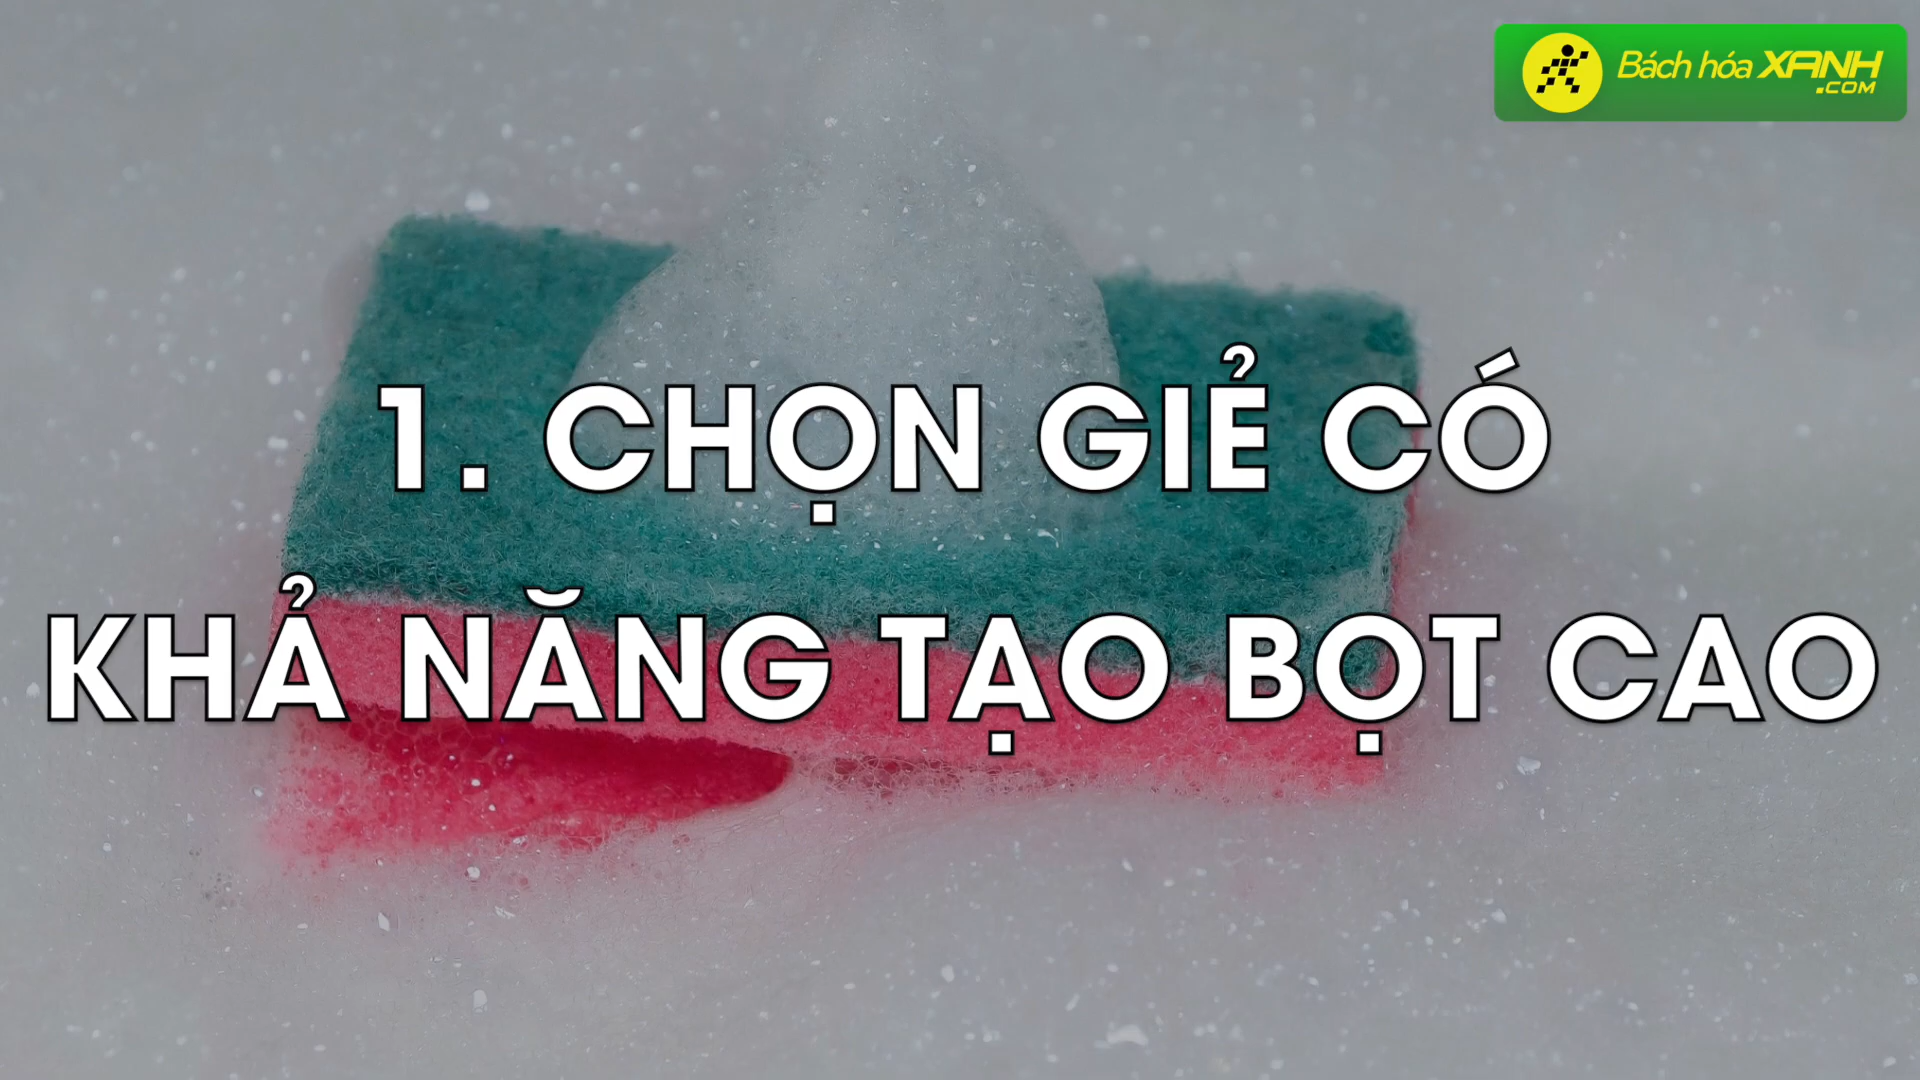 Bách hóa XANH
.COM
1. CHỌN GIẺ CÓ
KHẢ NĂNG TẠO BỌT CAO